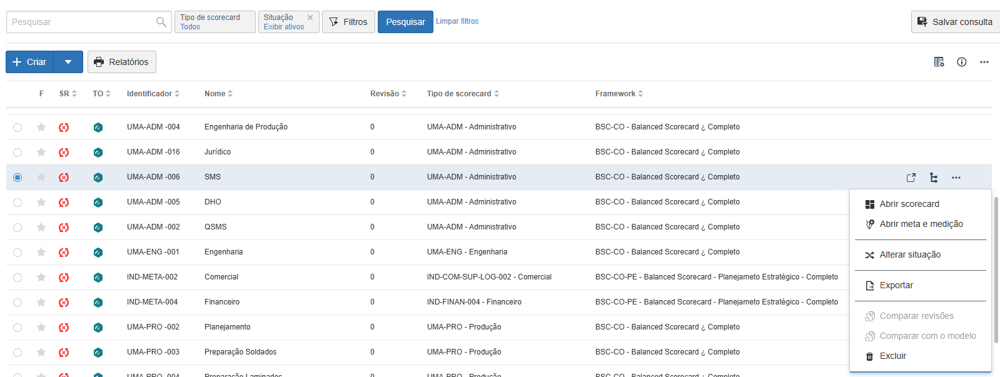 Pesquisar
Tipo de scorecard
Todos
Situação
Exibir ativos
Filtros
Pesquisar
Limpar filtros
Salvar consulta
Criar
Relatórios
F SR TO Identificador Nome Revisão Tipo de scorecard Framework
UMA-ADM -004 Engenharia de Produção 0 UMA-ADM - Administrativo BSC-CO - Balanced Scorecard ¿ Completo
UMA-ADM -016 Jurídico 0 UMA-ADM - Administrativo BSC-CO - Balanced Scorecard ¿ Completo
UMA-ADM -006 SMS 0 UMA-ADM - Administrativo BSC-CO - Balanced Scorecard ¿ Completo
UMA-ADM -005 DHO 0 UMA-ADM - Administrativo BSC-CO - Balanced Scorecard ¿ Completo
UMA-ADM -002 QSMS 0 UMA-ADM - Administrativo BSC-CO - Balanced Scorecard ¿ Completo
UMA-ENG -001 Engenharia 0 UMA-ENG - Engenharia BSC-CO - Balanced Scorecard ¿ Completo
IND-META-002 Comercial 0 IND-COM-SUP-LOG-002 - Comercial BSC-CO-PE - Balanced Scorecard - Planejameto Estratégico - Completo
IND-META-004 Financeiro 0 IND-FINAN-004 - Financeiro BSC-CO-PE - Balanced Scorecard - Planejameto Estratégico - Completo
UMA-PRO -002 Planejamento 0 UMA-PRO - Produção BSC-CO - Balanced Scorecard ¿ Completo
UMA-PRO -003 Preparação Soldados 0 UMA-PRO - Produção BSC-CO - Balanced Scorecard ¿ Completo
UMA-PRO -004 Preparação Laminados 0 UMA-PRO - Produção BSC-CO - Balanced Scorecard ¿ Completo
Abrir scorecard
Abrir meta e medição
Alterar situação
Exportar
Comparar revisões
Comparar com o modelo
Excluir